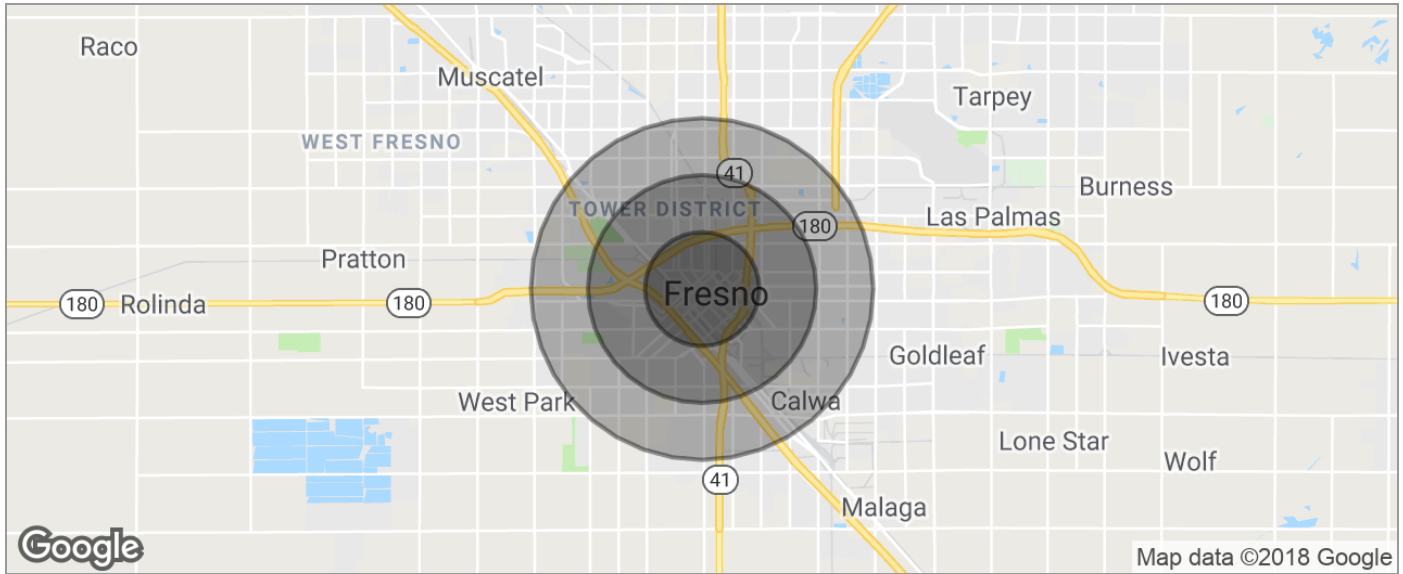 Raco
Muscatel
Tarpey
WEST FRESNO
41
Burness
TOWER DISTRICT
Las Palmas
180
Pratton
Fresno
180
Rolinda
180
180
Goldleaf
Ivesta
West Park
Calwa
Lone Star
Wolf
41
Malaga
Google
Map data ©2018 Google